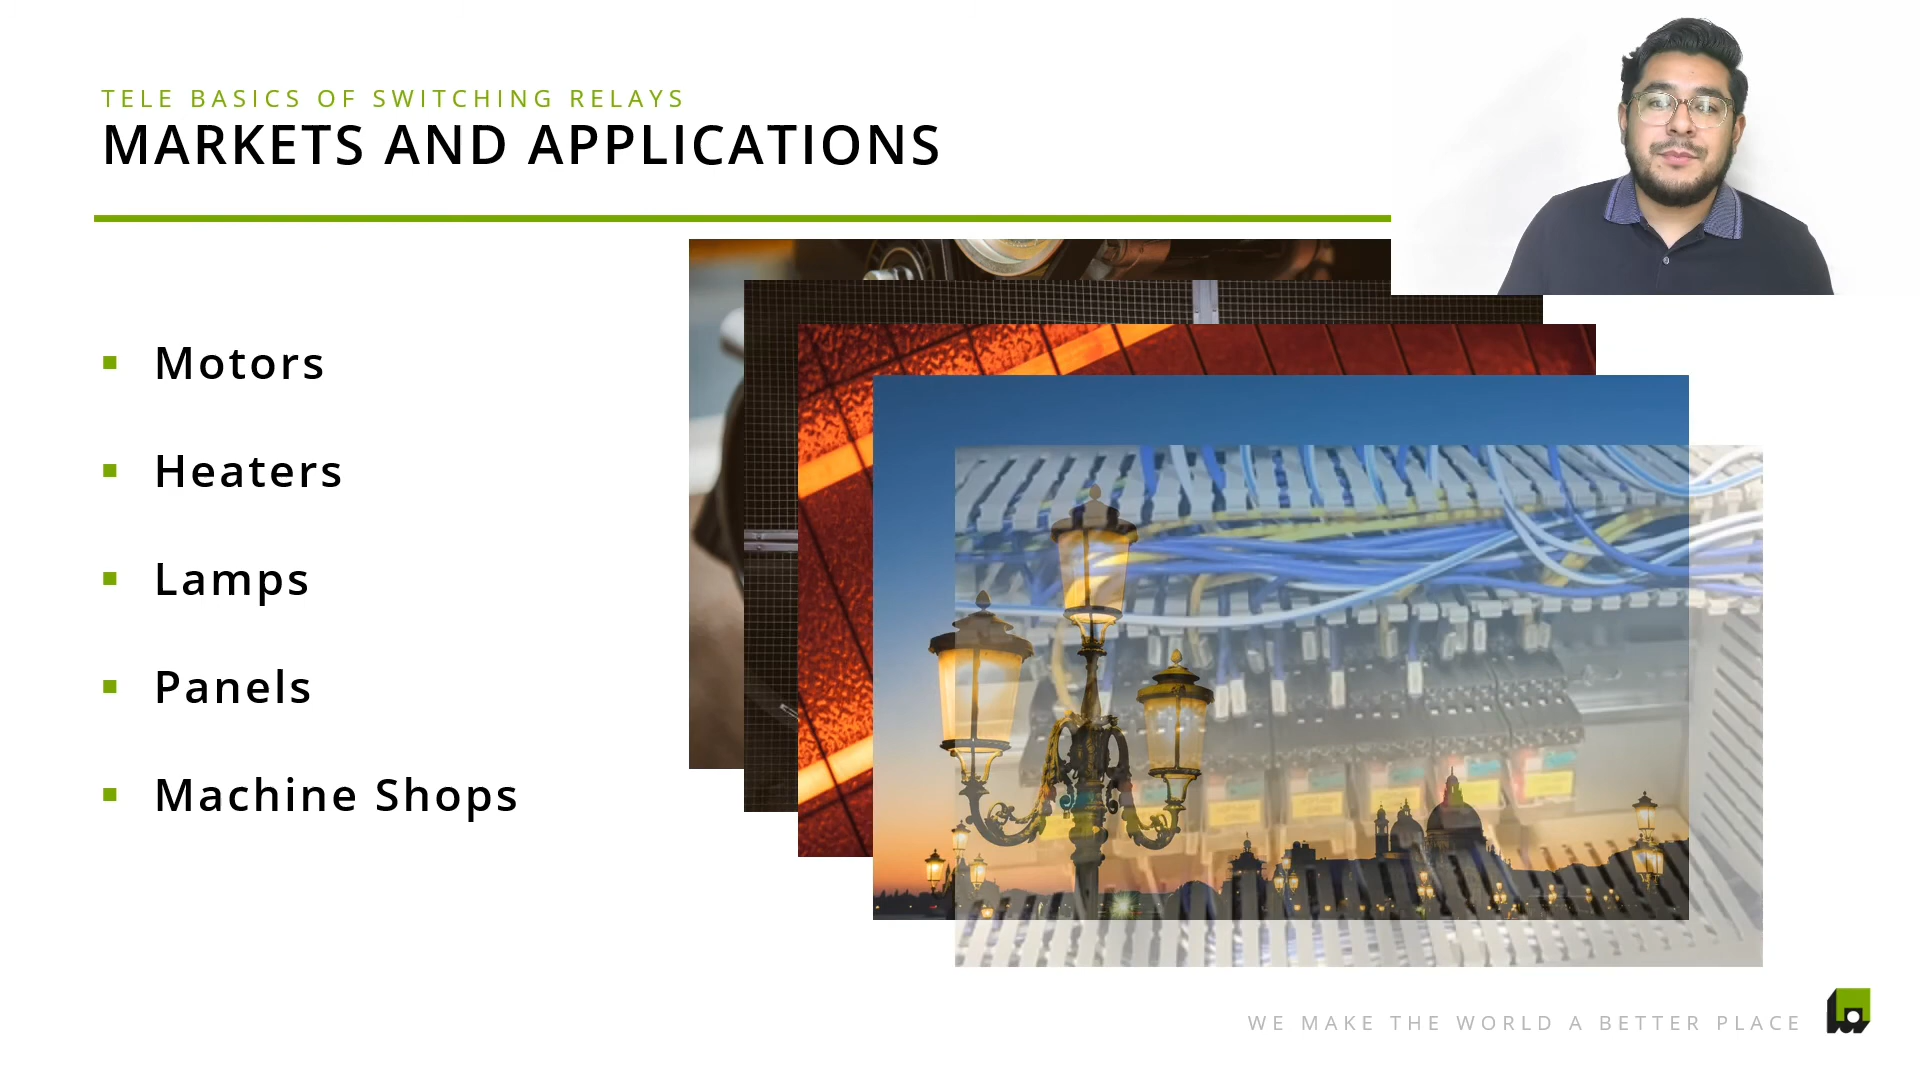 TELE BASICS OF SWITCHING RELAYS
MARKETS AND APPLICATIONS
Motors
Heaters
Lamps
Panels
Machine Shops
WE MAKE THE WORLD A BETTER PLACE